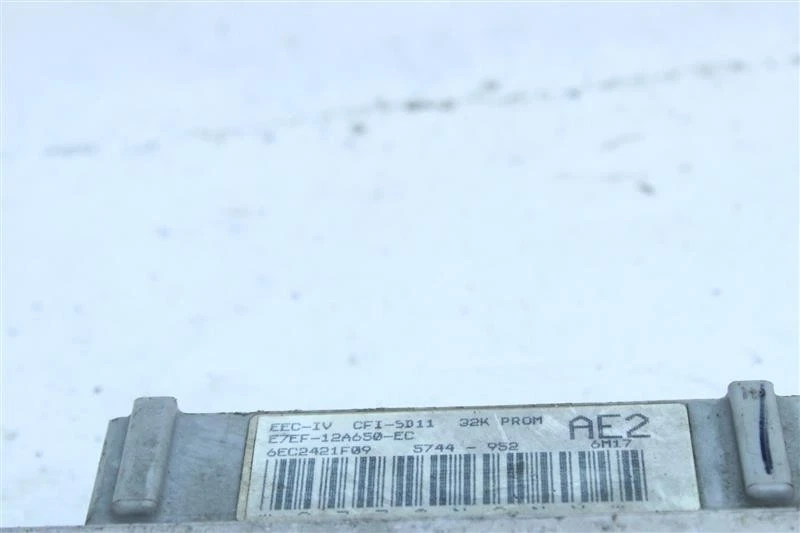 EEC-IV CFI-5D11 32K PROM AE2
E7EF-12A650-EC
6EC2421F09 5744 - 952 6M17